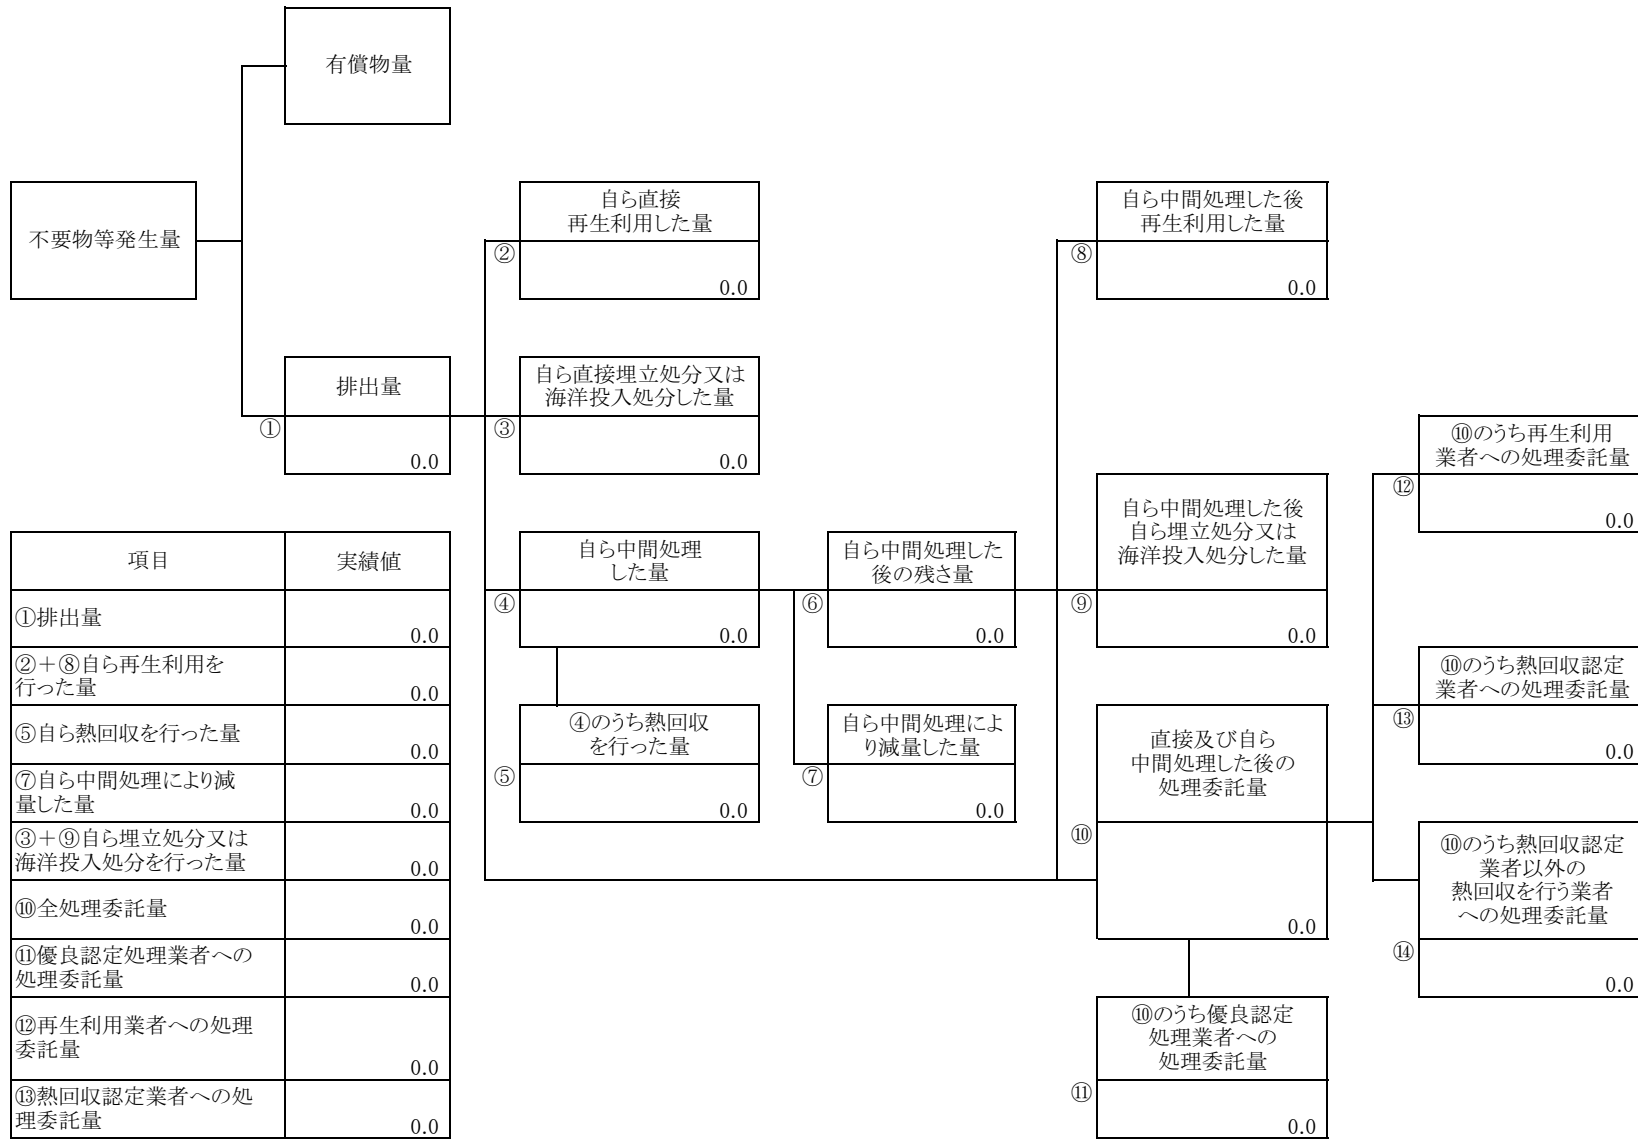 有償物量
不要物等発生量
自ら直接
再生利用した量
②
0.0
自ら中間処理した後
再生利用した量
⑧
0.0
排出量
①
0.0
自ら直接埋立処分又は
海洋投入処分した量
③
0.0
⑩のうち再生利用
業者への処理委託量
⑫
0.0
自ら中間処理
した量
④
0.0
自ら中間処理した
後の残さ量
⑥
0.0
自ら中間処理した後
自ら埋立処分又は
海洋投入処分した量
⑨
0.0
⑩のうち熱回収認定
業者への処理委託量
⑬
0.0
④のうち熱回収
を行った量
⑤
0.0
自ら中間処理によ
り減量した量
⑦
0.0
直接及び自ら
中間処理した後の
処理委託量
⑩
0.0
⑩のうち熱回収認定
業者以外の
熱回収を行う業者
への処理委託量
⑭
0.0
⑩のうち優良認定
処理業者への
処理委託量
⑪
0.0
項目 実績値
①排出量
0.0
②+⑧自ら再生利用を
行った量
0.0
⑤自ら熱回収を行った量
0.0
⑦自ら中間処理により減
量した量
0.0
③+⑨自ら埋立処分又は
海洋投入処分を行った量
0.0
⑩全処理委託量
0.0
⑪優良認定処理業者への
処理委託量
0.0
⑫再生利用業者への処理
委託量
0.0
⑬熱回収認定業者への処
理委託量
0.0